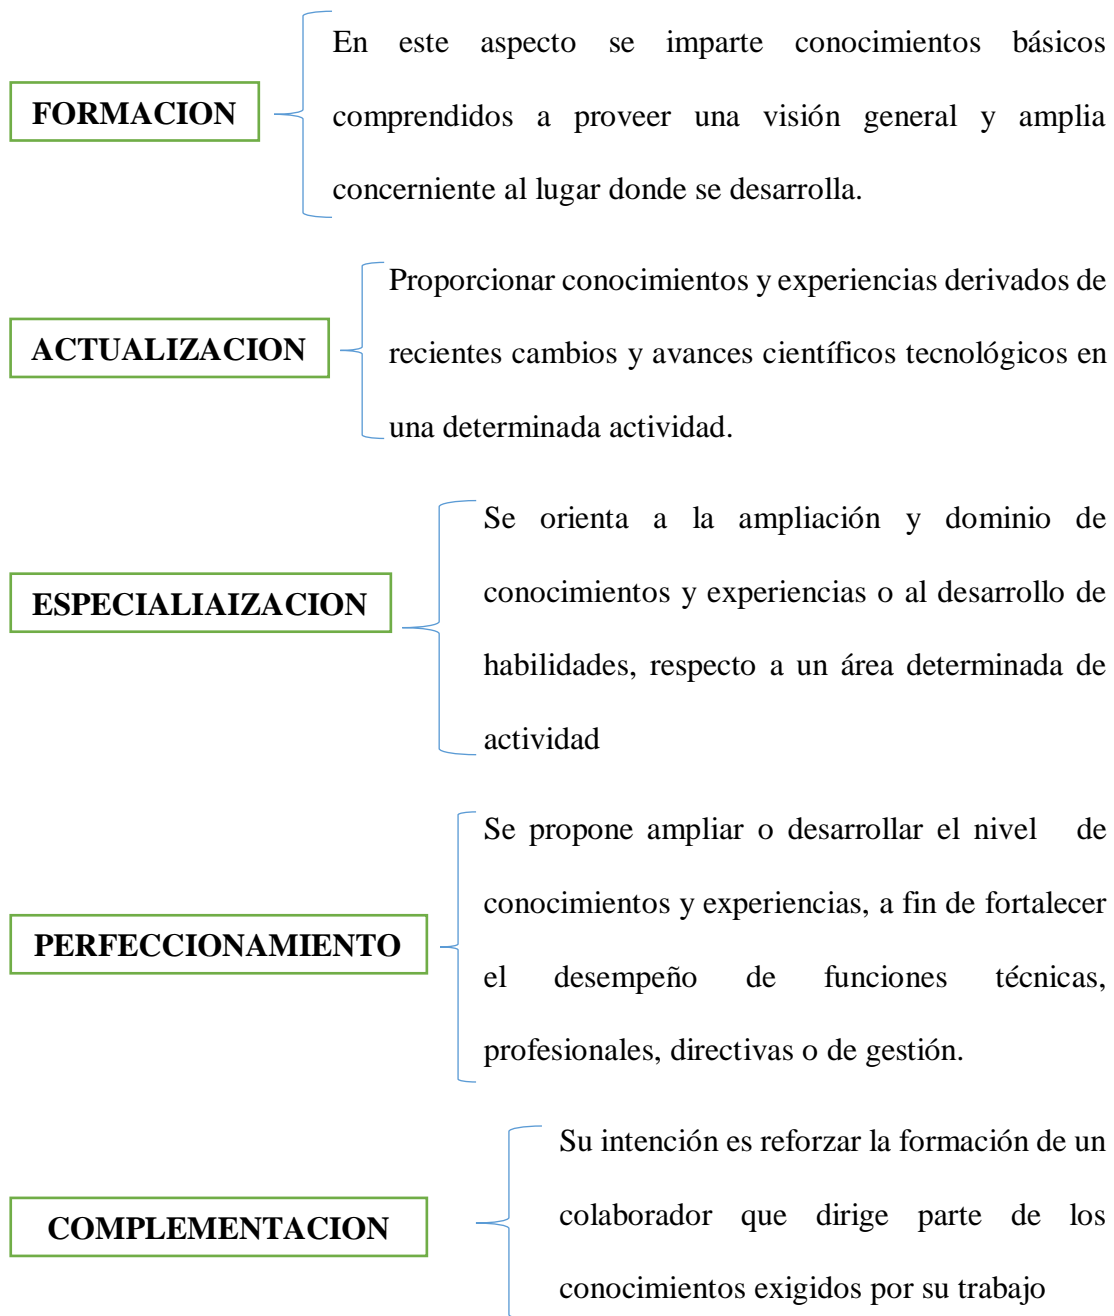 FORMACION
En este aspecto se imparte conocimientos básicos
comprendidos a proveer una visión general y amplia
concerniente al lugar donde se desarrolla.
ACTUALIZACION
Proporcionar conocimientos y experiencias derivados de
recientes cambios y avances científicos tecnológicos en
una determinada actividad.
ESPECIALIAIZACION
Se orienta a la ampliación y dominio de
conocimientos y experiencias o al desarrollo de
habilidades, respecto a un área determinada de
actividad
PERFECCIONAMIENTO
Se propone ampliar o desarrollar el nivel de
conocimientos y experiencias, a fin de fortalecer
el desempeño de funciones técnicas,
profesionales, directivas o de gestión.
COMPLEMENTACION
Su intención es reforzar la formación de un
colaborador que dirige parte de los
conocimientos exigidos por su trabajo